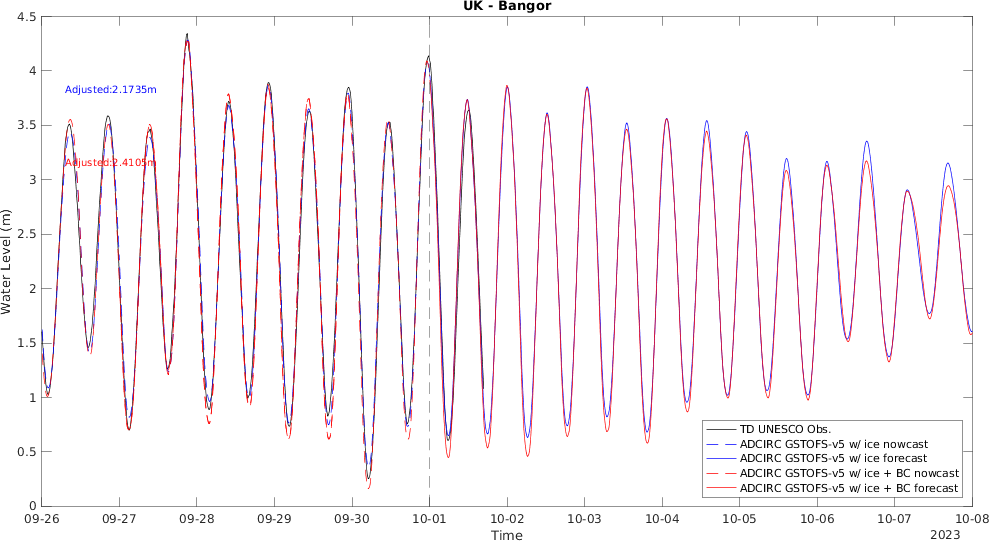 UK - Bangor
4.5
4
3.5
3
2.5
2
1.5
1
0.5
0
Water Level (m)
Adjusted:2.1735m
Adjusted:2.4105m
TD UNESCO Obs.
ADCIRC GSTOFS-v5 w/ ice nowcast
ADCIRC GSTOFS-v5 w/ ice forecast
ADCIRC GSTOFS-v5 w/ ice + BC nowcast
ADCIRC GSTOFS-v5 w/ ice + BC forecast
09-26 09-27 09-28 09-29 09-30 10-01 10-02 10-03 10-04 10-05 10-06 10-07 10-08
Time
2023